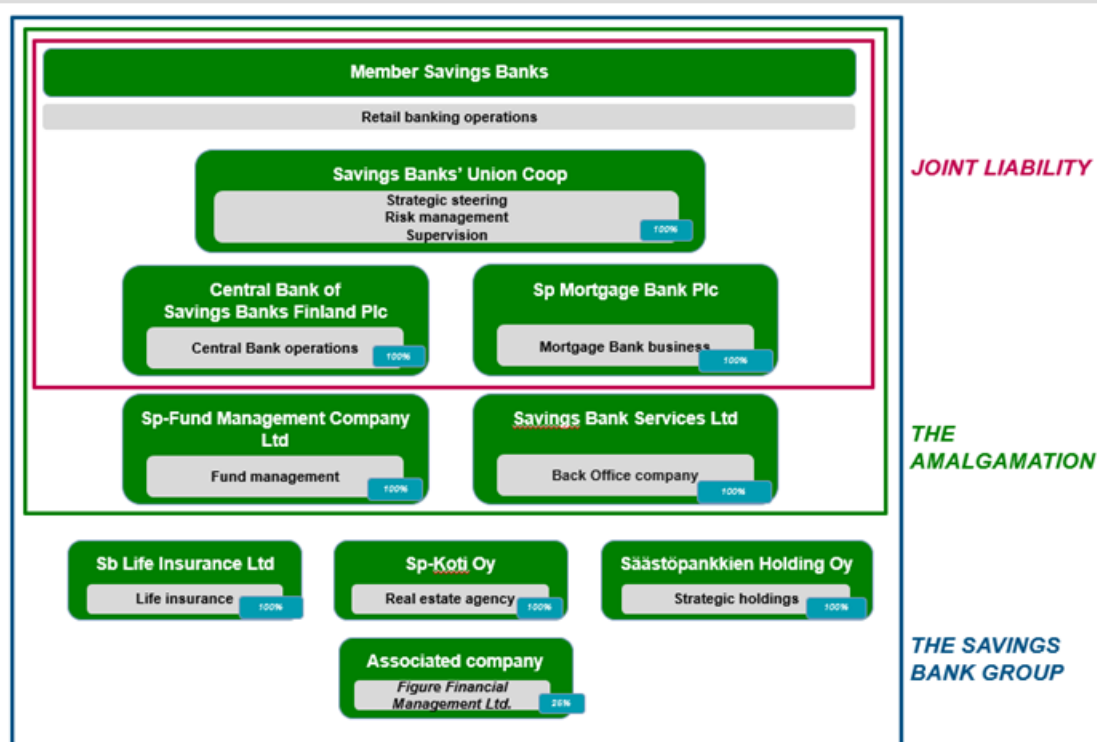 Member Savings Banks
Retail banking operations
Savings Banks' Union Coop
Strategic steering
Risk management
Supervision
100%
JOINT LIABILITY
Central Bank of
Savings Banks Finland Plc
Central Bank operations
100%
Sp Mortgage Bank Plc
Mortgage Bank business
100%
Sp-Fund Management Company
Ltd
Fund management
100%
Savings Bank Services Ltd
Back Office company
100%
THE
AMALGAMATION
Sb Life Insurance Ltd
Life insurance
100%
Sp-Koti Oy
Real estate agency
100%
Säästöpankkien Holding Oy
Strategic holdings
100%
Associated company
Figure Financial
Management Ltd.
THE SAVINGS
BANK GROUP